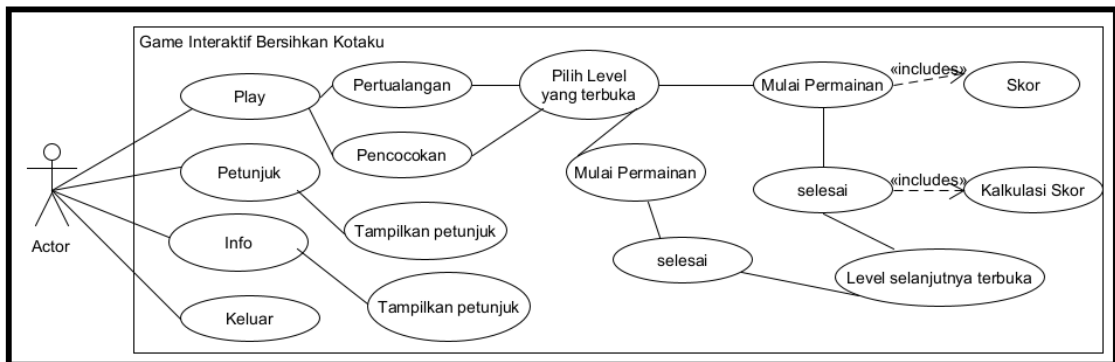 Game Interaktif Bersihkan Kotaku
Play
Pertualangan
Pilih Level
yang terbuka
Mulai Permainan
«includes»
Skor
Pencocokan
Petunjuk
Mulai Permainan
selesai
«includes»
Kalkulasi Skor
Tampilkan petunjuk
Actor
Info
selesai
Level selanjutnya terbuka
Tampilkan petunjuk
Keluar